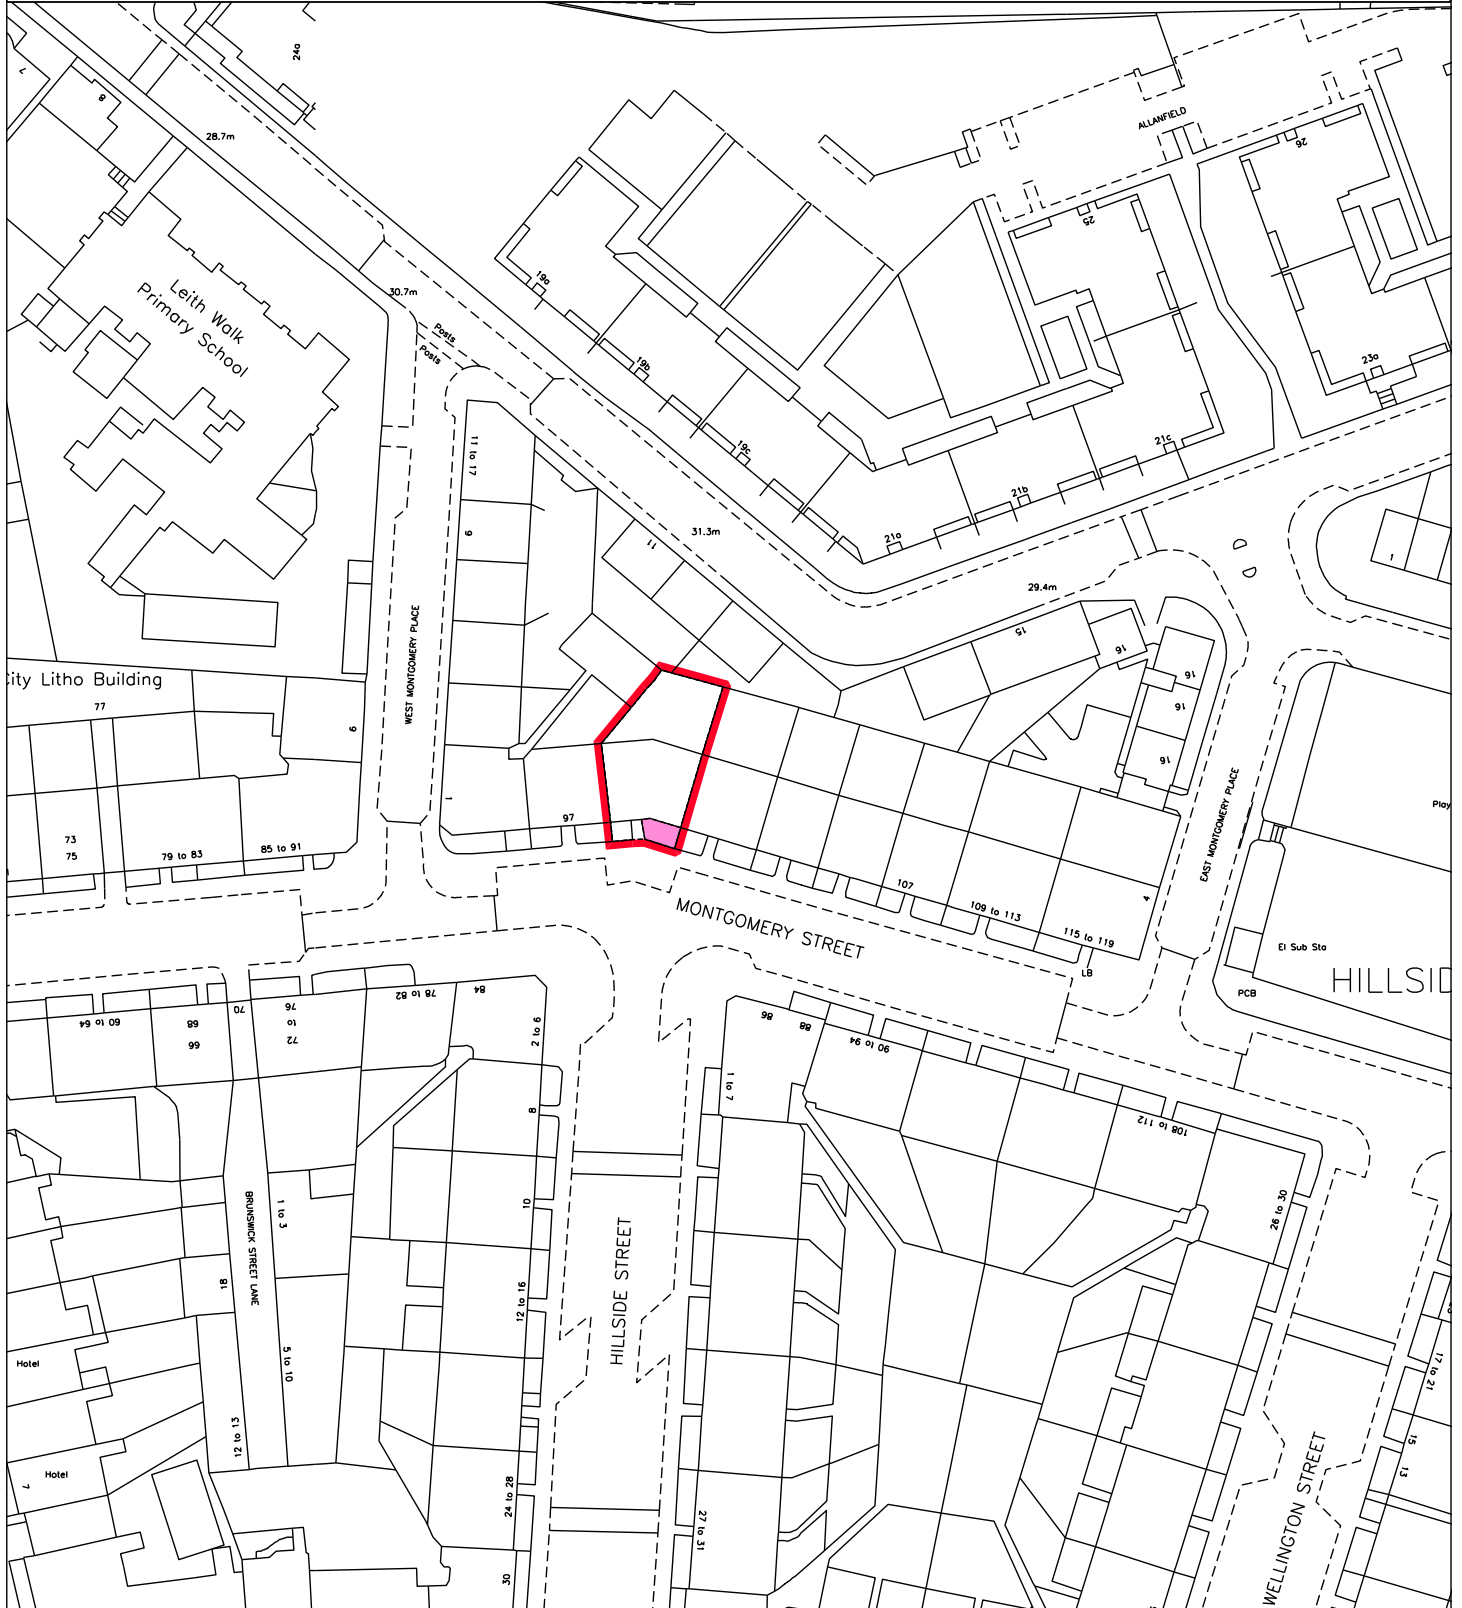 24a
7
8
28.7m
ALLANFIELD
26
25
19a
30.7m
Leith Walk
Primary School
Posts
Posts
19b
23a
19c
21c
11 to 17
21b
9
31.3m
11
21a
1
29.4m
15
16
16
16
16
WEST MONTGOMERY PLACE
City Litho Building
77
6
1
97
EAST MONTGOMERY PLACE
Play
73
75
79 to 83
85 to 91
107
109 to 113
4
115 to 119
MONTGOMERY STREET
El Sub Sta
LB
HILLSID
PCB
60 to 64
68
66
70
76
to
72
78 to 82
84
2 to 6
86
88
90 to 94
1 to 7
8
108 to 112
BRUNSWICK STREET LANE
1 to 3
10
26 to 30
18
12 to 16
HILLSIDE STREET
Hotel
5 to 10
17 to 21
12 to 13
15
13
Hotel
7
24 to 28
27 to 31
WELLINGTON STREET
30